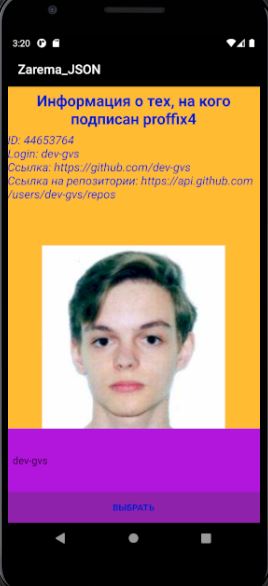 3:20
Zarema_JSON
Информация о тех, на кого
подписан proffix4
ID: 44653764
Login: dev-gvs
Ссылка: https://github.com/dev-gvs
Ссылка на репозитории: https://api.github.com
/users/dev-gvs/repos
dev-gvs
ВЫБРАТЬ